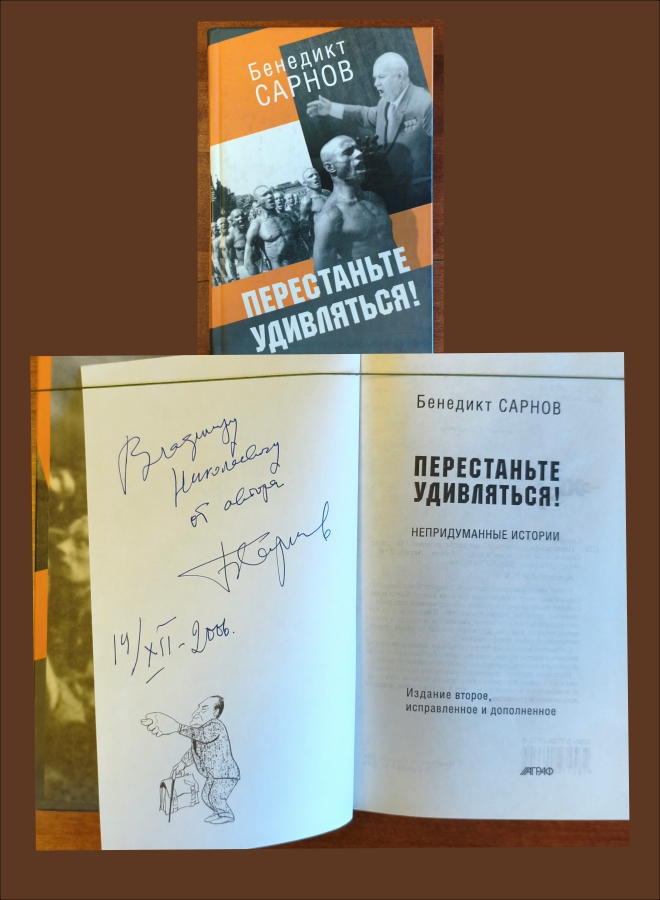 Бенедикт
САРНОВ
ПЕРЕСТАНЬТЕ
УДИВЛЯТЬСЯ!
Владимиру
Николаевичу
от автора
БСарнов
14/XII-2006.
Бенедикт САРНОВ
ПЕРЕСТАНЬТЕ
УДИВЛЯТЬСЯ!
НЕПРИДУМАННЫЕ ИСТОРИИ
Издание второе,
исправленное и дополненное
АГРАФ